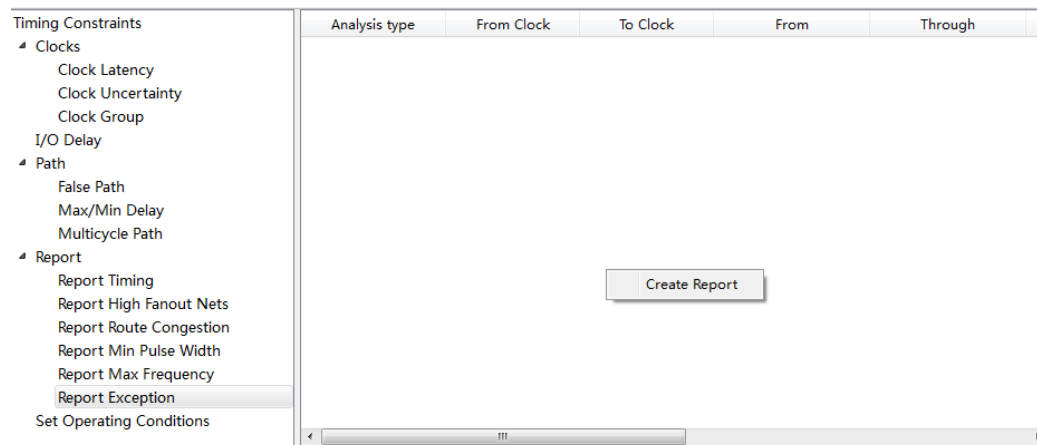 Timing Constraints
Clocks
Clock Latency
Clock Uncertainty
Clock Group
I/O Delay
Path
False Path
Max/Min Delay
Multicycle Path
Report
Report Timing
Report High Fanout Nets
Report Route Congestion
Report Min Pulse Width
Report Max Frequency
Report Exception
Set Operating Conditions
Analysis type From Clock To Clock From Through
Create Report